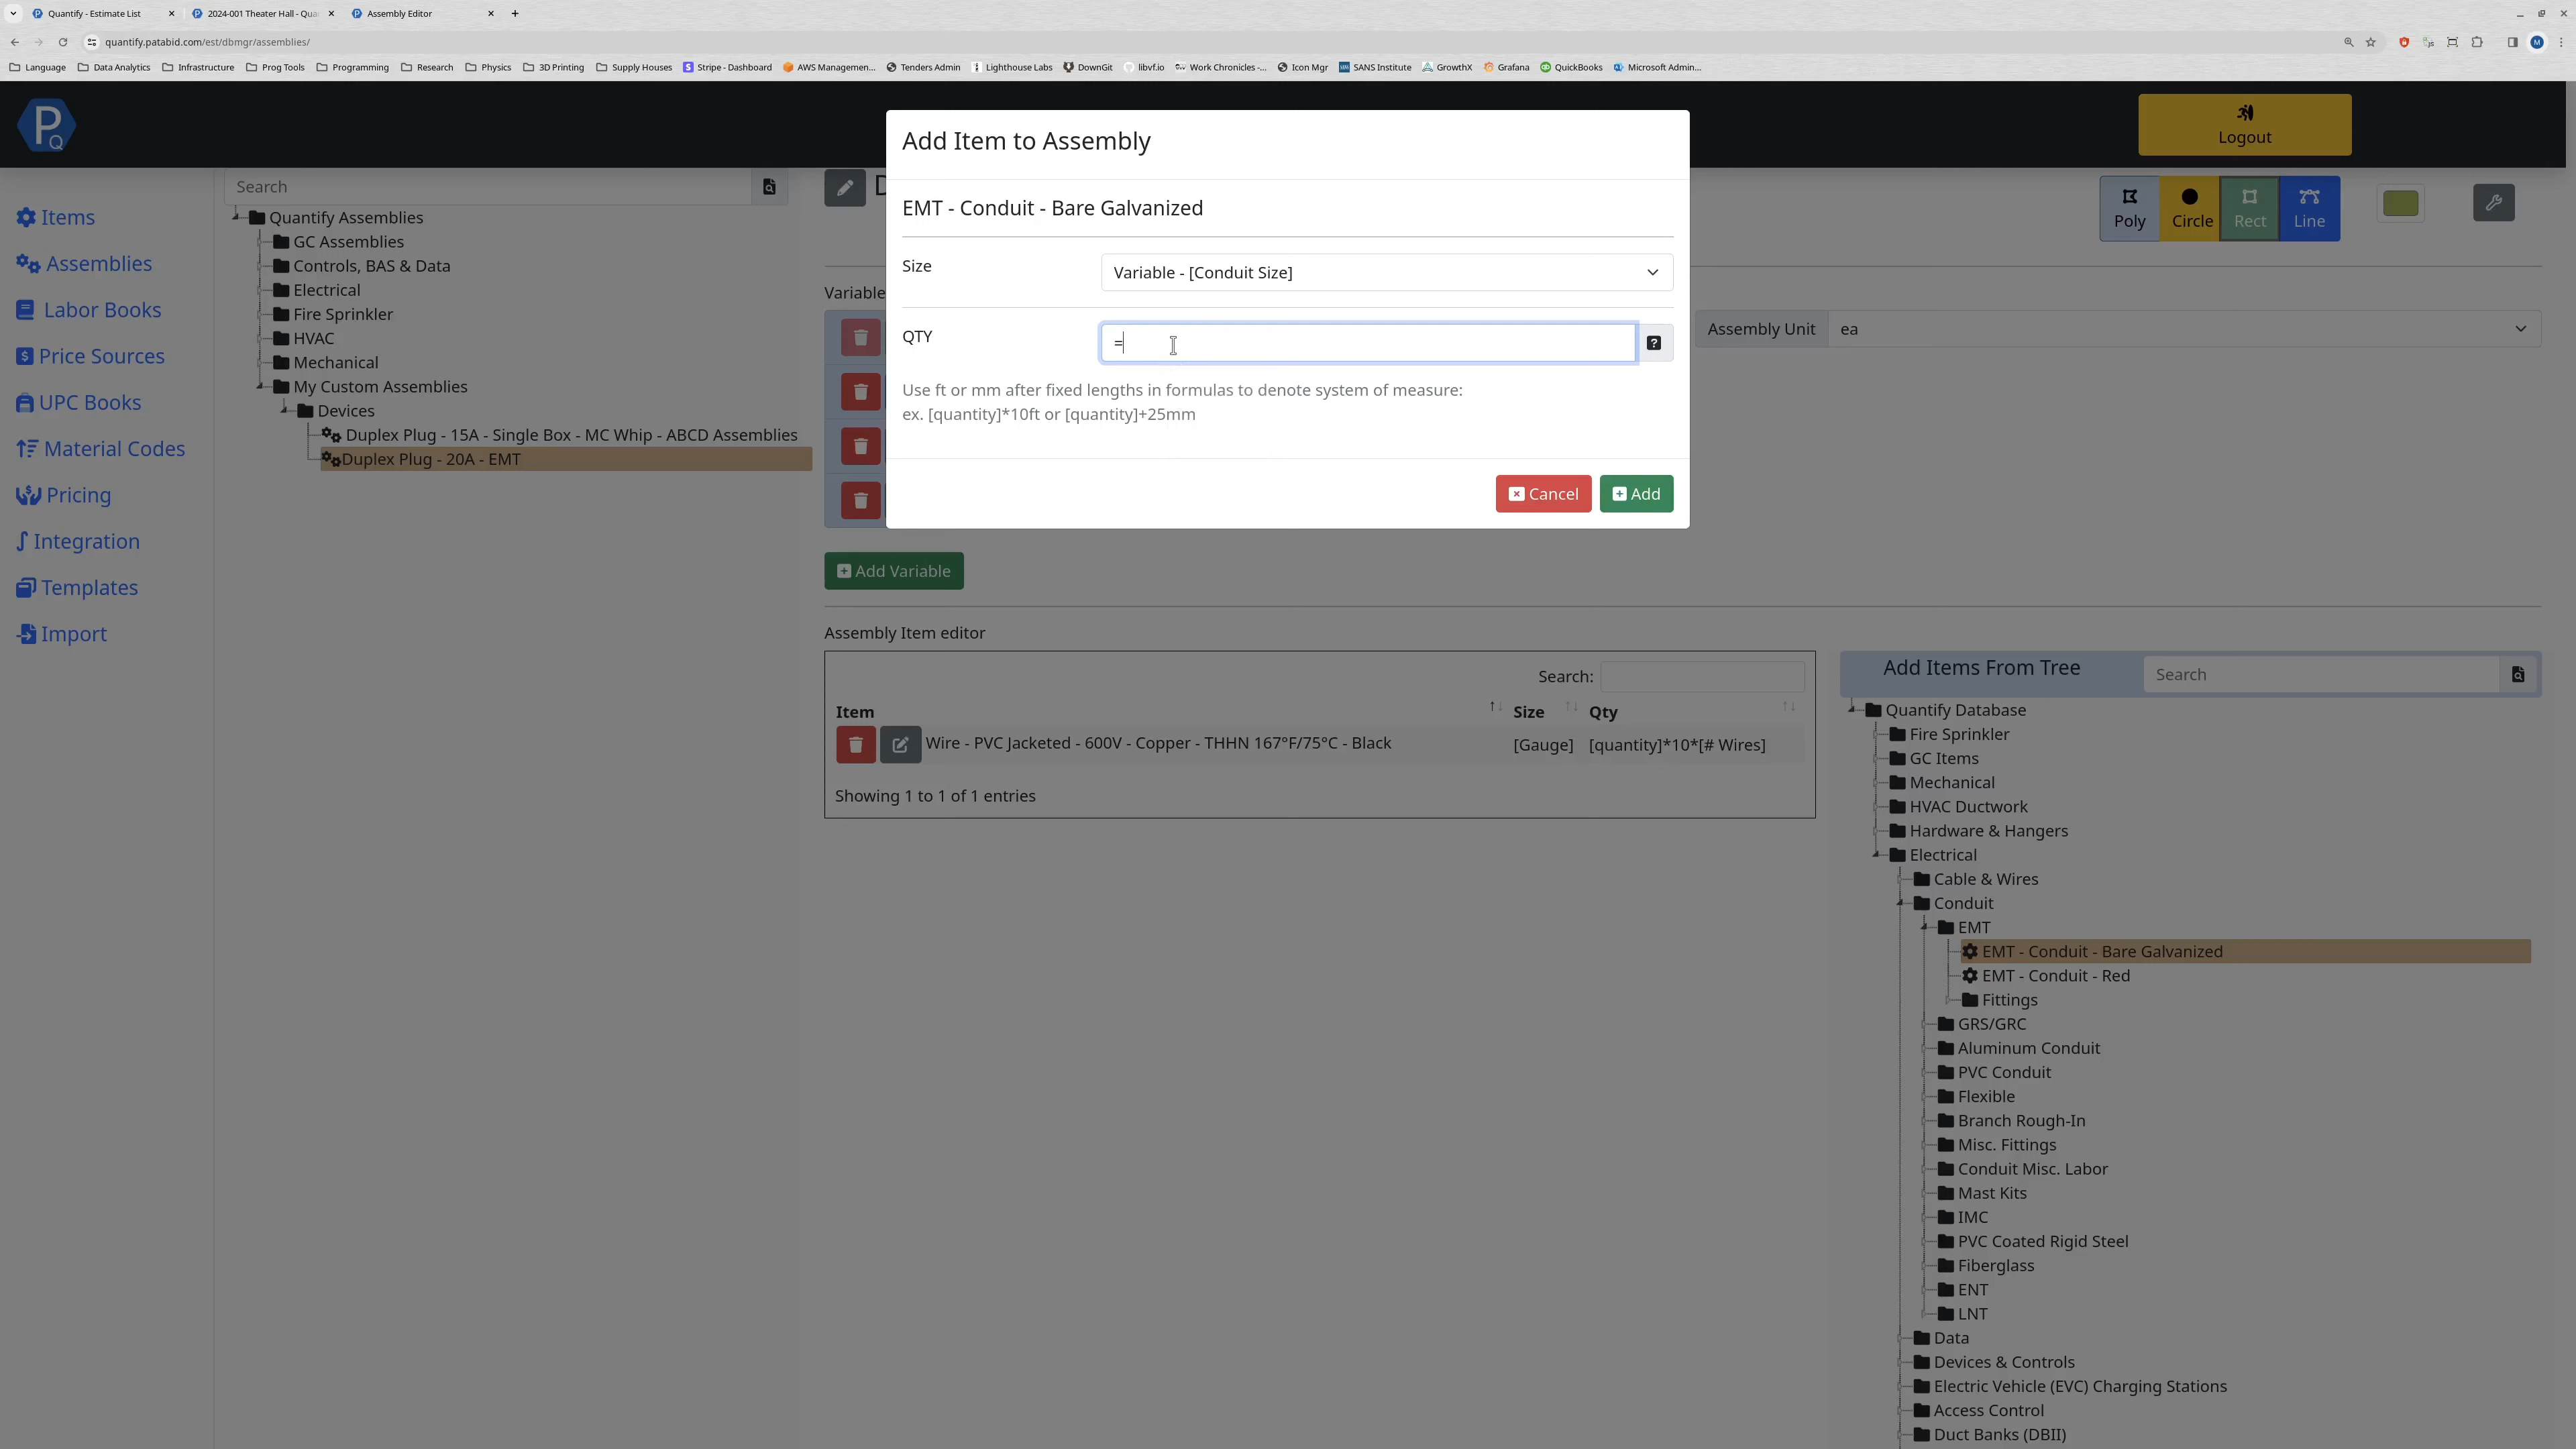 Quantify - Estimate List
2024-001 Theater Hall - Qua
Assembly Editor
quantify.patabid.com/est/dbmgr/assemblies/
M
Language
Data Analytics
Infrastructure
Prog Tools
Programming
Research
Physics
3D Printing
Supply Houses
Stripe - Dashboard
AWS Managemen...
Tenders Admin
Lighthouse Labs
DownGit
libvf.io
Work Chronicles -...
Icon Mgr
SANS Institute
GrowthX
Grafana
QuickBooks
Microsoft Admin...
PQ
Logout
Items
Assemblies
Labor Books
Price Sources
UPC Books
Material Codes
Pricing
Integration
Templates
Import
Search
Quantify Assemblies
GC Assemblies
Controls, BAS & Data
Electrical
Fire Sprinkler
HVAC
Mechanical
My Custom Assemblies
Devices
Duplex Plug - 15A - Single Box - MC Whip - ABCD Assemblies
Duplex Plug - 20A - EMT
Poly
Circle
Rect
Line
Variable
Assembly Unit
ea
Add Item to Assembly
EMT - Conduit - Bare Galvanized
Size
Variable - [Conduit Size]
QTY
=
?
Use ft or mm after fixed lengths in formulas to denote system of measure:
ex. [quantity]*10ft or [quantity]+25mm
Cancel
Add
Add Variable
Assembly Item editor
Search:
Item
Size
Qty
Wire - PVC Jacketed - 600V - Copper - THHN 167°F/75°C - Black
[Gauge]
[quantity]*10*[# Wires]
Showing 1 to 1 of 1 entries
Add Items From Tree
Search
Quantify Database
Fire Sprinkler
GC Items
Mechanical
HVAC Ductwork
Hardware & Hangers
Electrical
Cable & Wires
Conduit
EMT
EMT - Conduit - Bare Galvanized
EMT - Conduit - Red
Fittings
GRS/GRC
Aluminum Conduit
PVC Conduit
Flexible
Branch Rough-In
Misc. Fittings
Conduit Misc. Labor
Mast Kits
IMC
PVC Coated Rigid Steel
Fiberglass
ENT
LNT
Data
Devices & Controls
Electric Vehicle (EVC) Charging Stations
Access Control
Duct Banks (DBII)